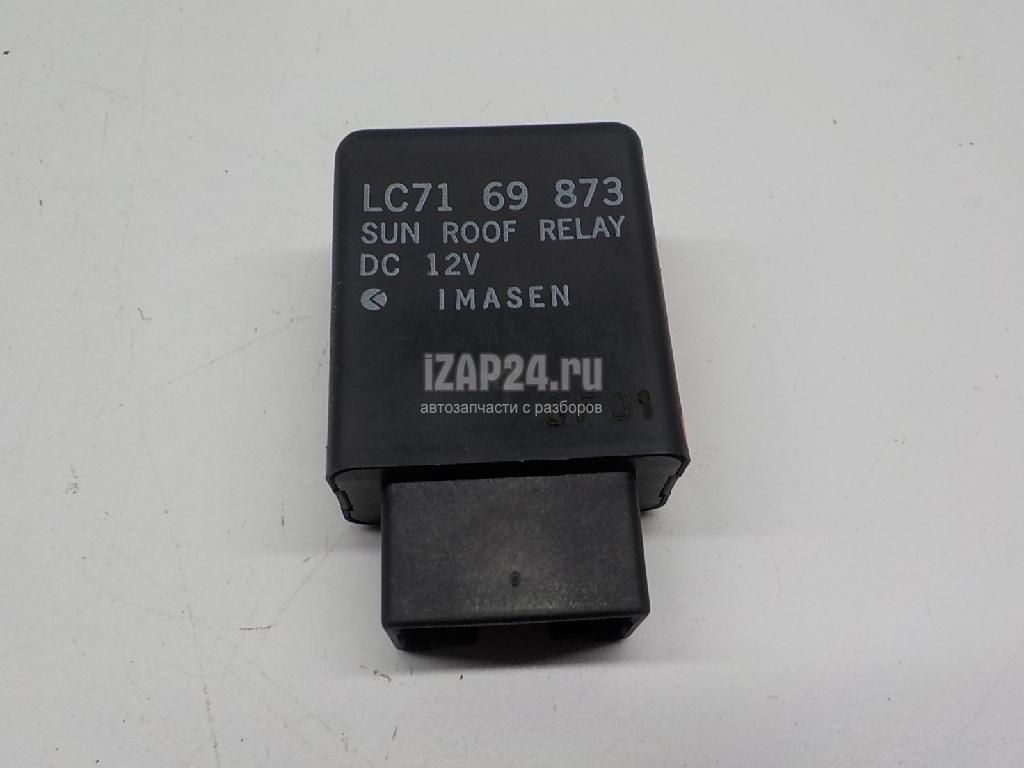 LC71 69 873
SUN ROOF RELAY
DC 12V
IMASEN
iZAP24.ru
автозапчасти с разборов